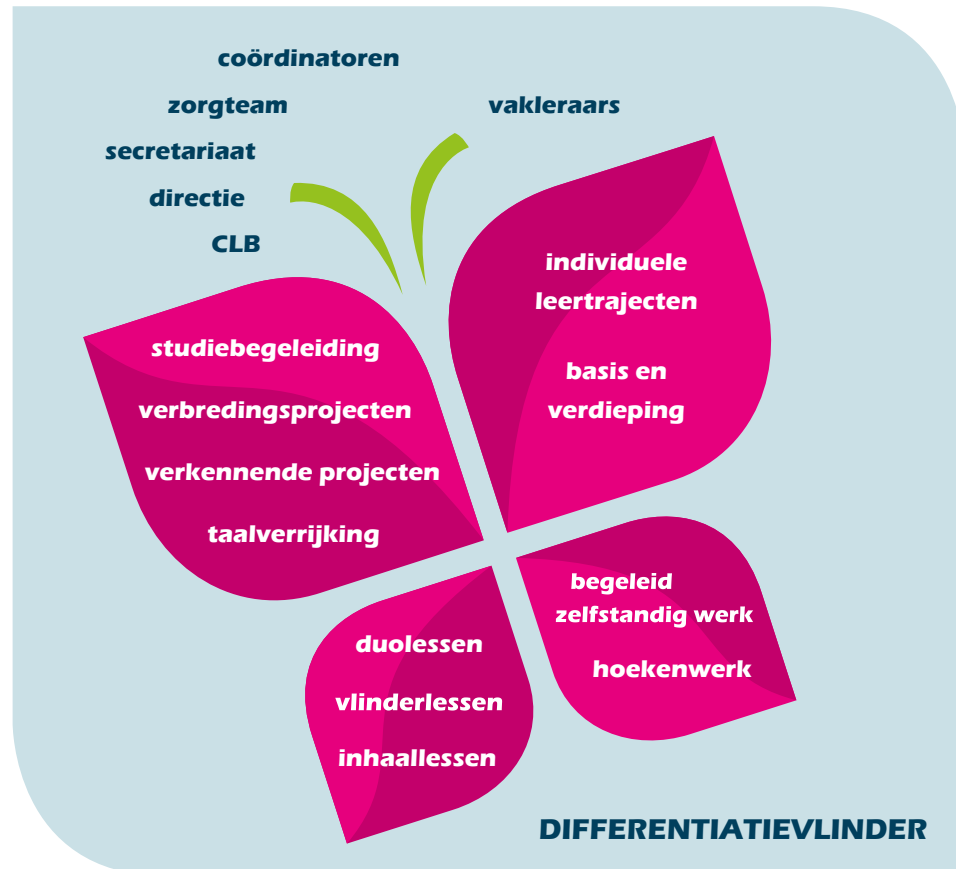 coördinatoren
zorgteam
vakleraars
secretariaat
directie
CLB
individuele
leertrajecten
basis en
verdieping
studiebegeleiding
verbredingsprojecten
verkennende projecten
taalverrijking
begeleid
zelfstandig werk
hoekenwerk
duolessen
vlinderlessen
inhaallessen
DIFFERENTIATIEVLINDER